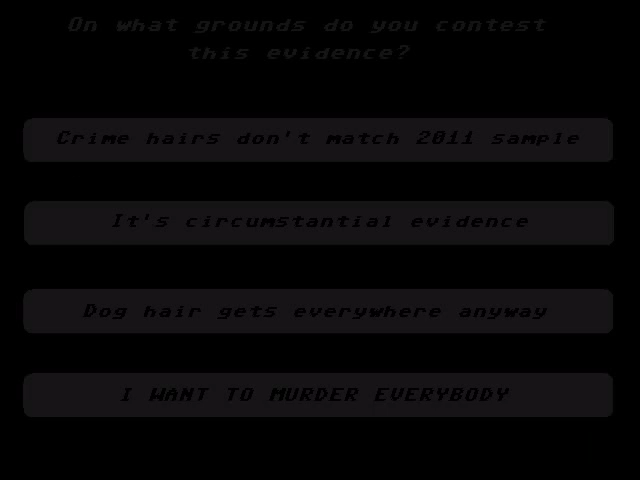 On what grounds do you contest
this evidence?
Crime hairs don't match 2011 sample
It's circumstantial evidence
Dog hair gets everywhere anyway
I WANT TO MURDER EVERYBODY